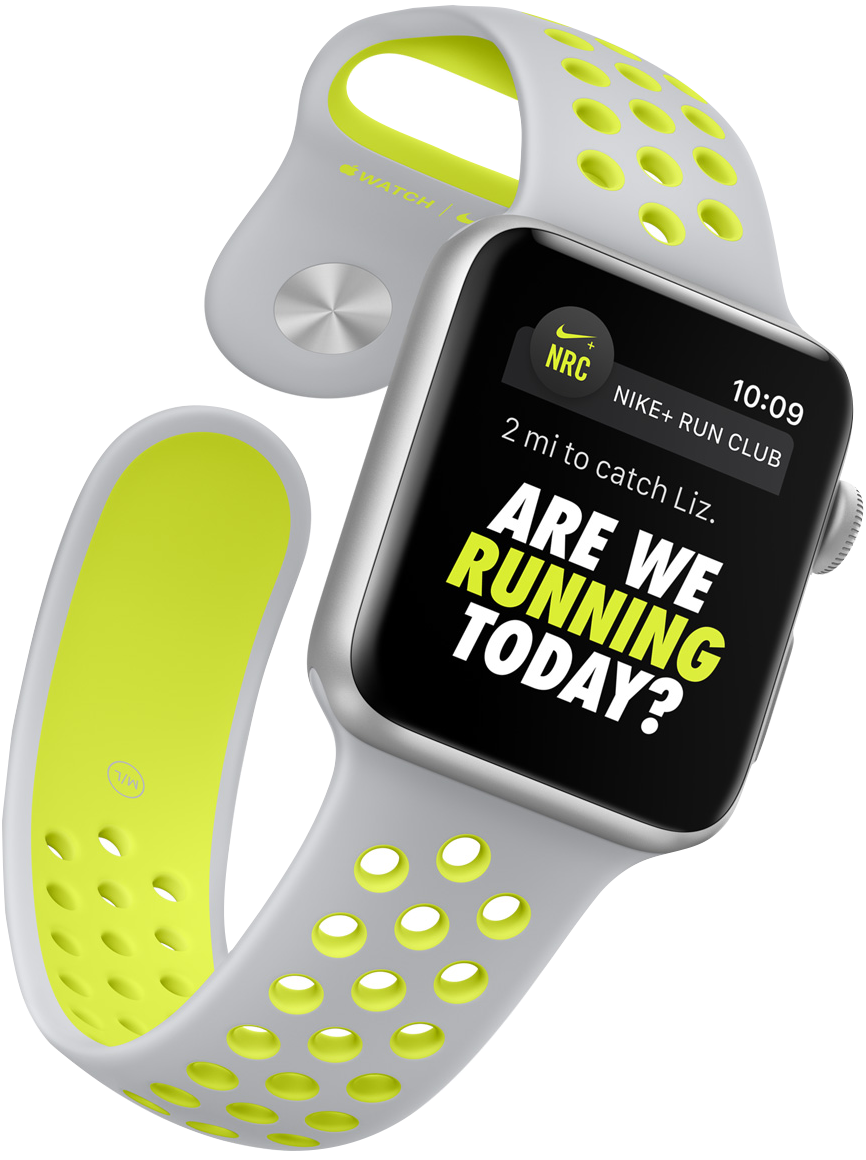 WATCH |
NRC
+
10:09
NIKE+ RUN CLUB
2 mi to catch Liz.
ARE WE
RUNNING
TODAY?
M/L